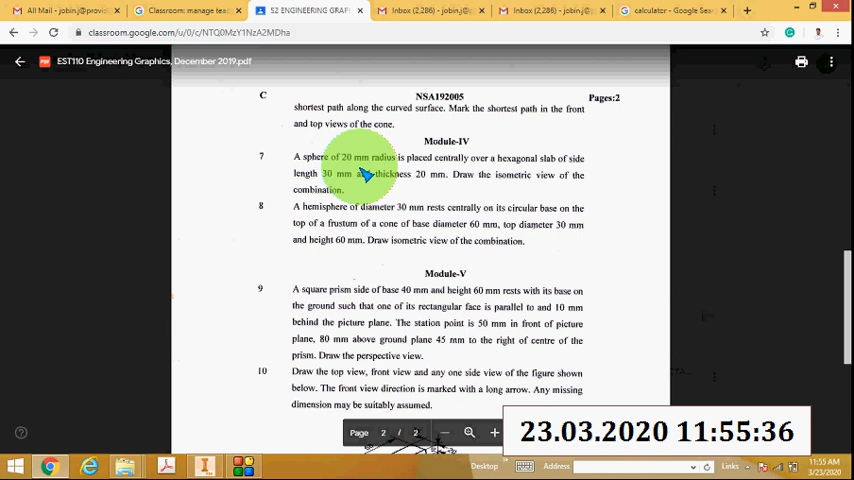 All Mail - jobin.j@provid
Classroom: manage tea
S2 ENGINEERING GRAP
Inbox (2,286) - jobin.j@p
Inbox (2,286) - jobin.j@p
calculator - Google Sear
classroom.google.com/u/0/c/NTQ0MzY1NzA2MDha
EST110 Engineering Graphics, December 2019.pdf
C NSA192005 Pages:2
shortest path along the curved surface. Mark the shortest path in the front
and top views of the cone.
Module-IV
7 A sphere of 20 mm radius is placed centrally over a hexagonal slab of side
length 30 mm and thickness 20 mm. Draw the isometric view of the
combination.
8 A hemisphere of diameter 30 mm rests centrally on its circular base on the
top of a frustum of a cone of base diameter 60 mm, top diameter 30 mm
and height 60 mm. Draw isometric view of the combination.
Module-V
9 A square prism side of base 40 mm and height 60 mm rests with its base on
the ground such that one of its rectangular face is parallel to and 10 mm
behind the picture plane. The station point is 50 mm in front of picture
plane, 80 mm above ground plane 45 mm to the right of centre of the
prism. Draw the perspective view.
10 Draw the top view, front view and any one side view of the figure shown
below. The front view direction is marked with a long arrow. Any missing
dimension may be suitably assumed.
Page 2 / 2
23.03.2020 11:55:36
Desktop
Address
Links
11:55 AM
3/23/2020